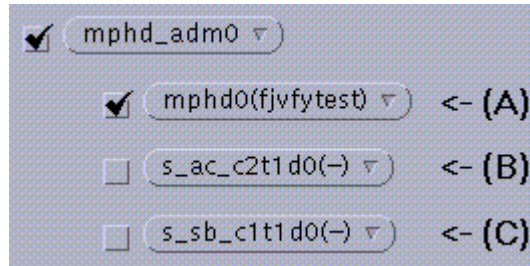 mphd_adm0
mphd0(fjvfytest) <- (A)
s_ac_c2t1d0(-) <- (B)
s_sb_c1t1d0(-) <- (C)